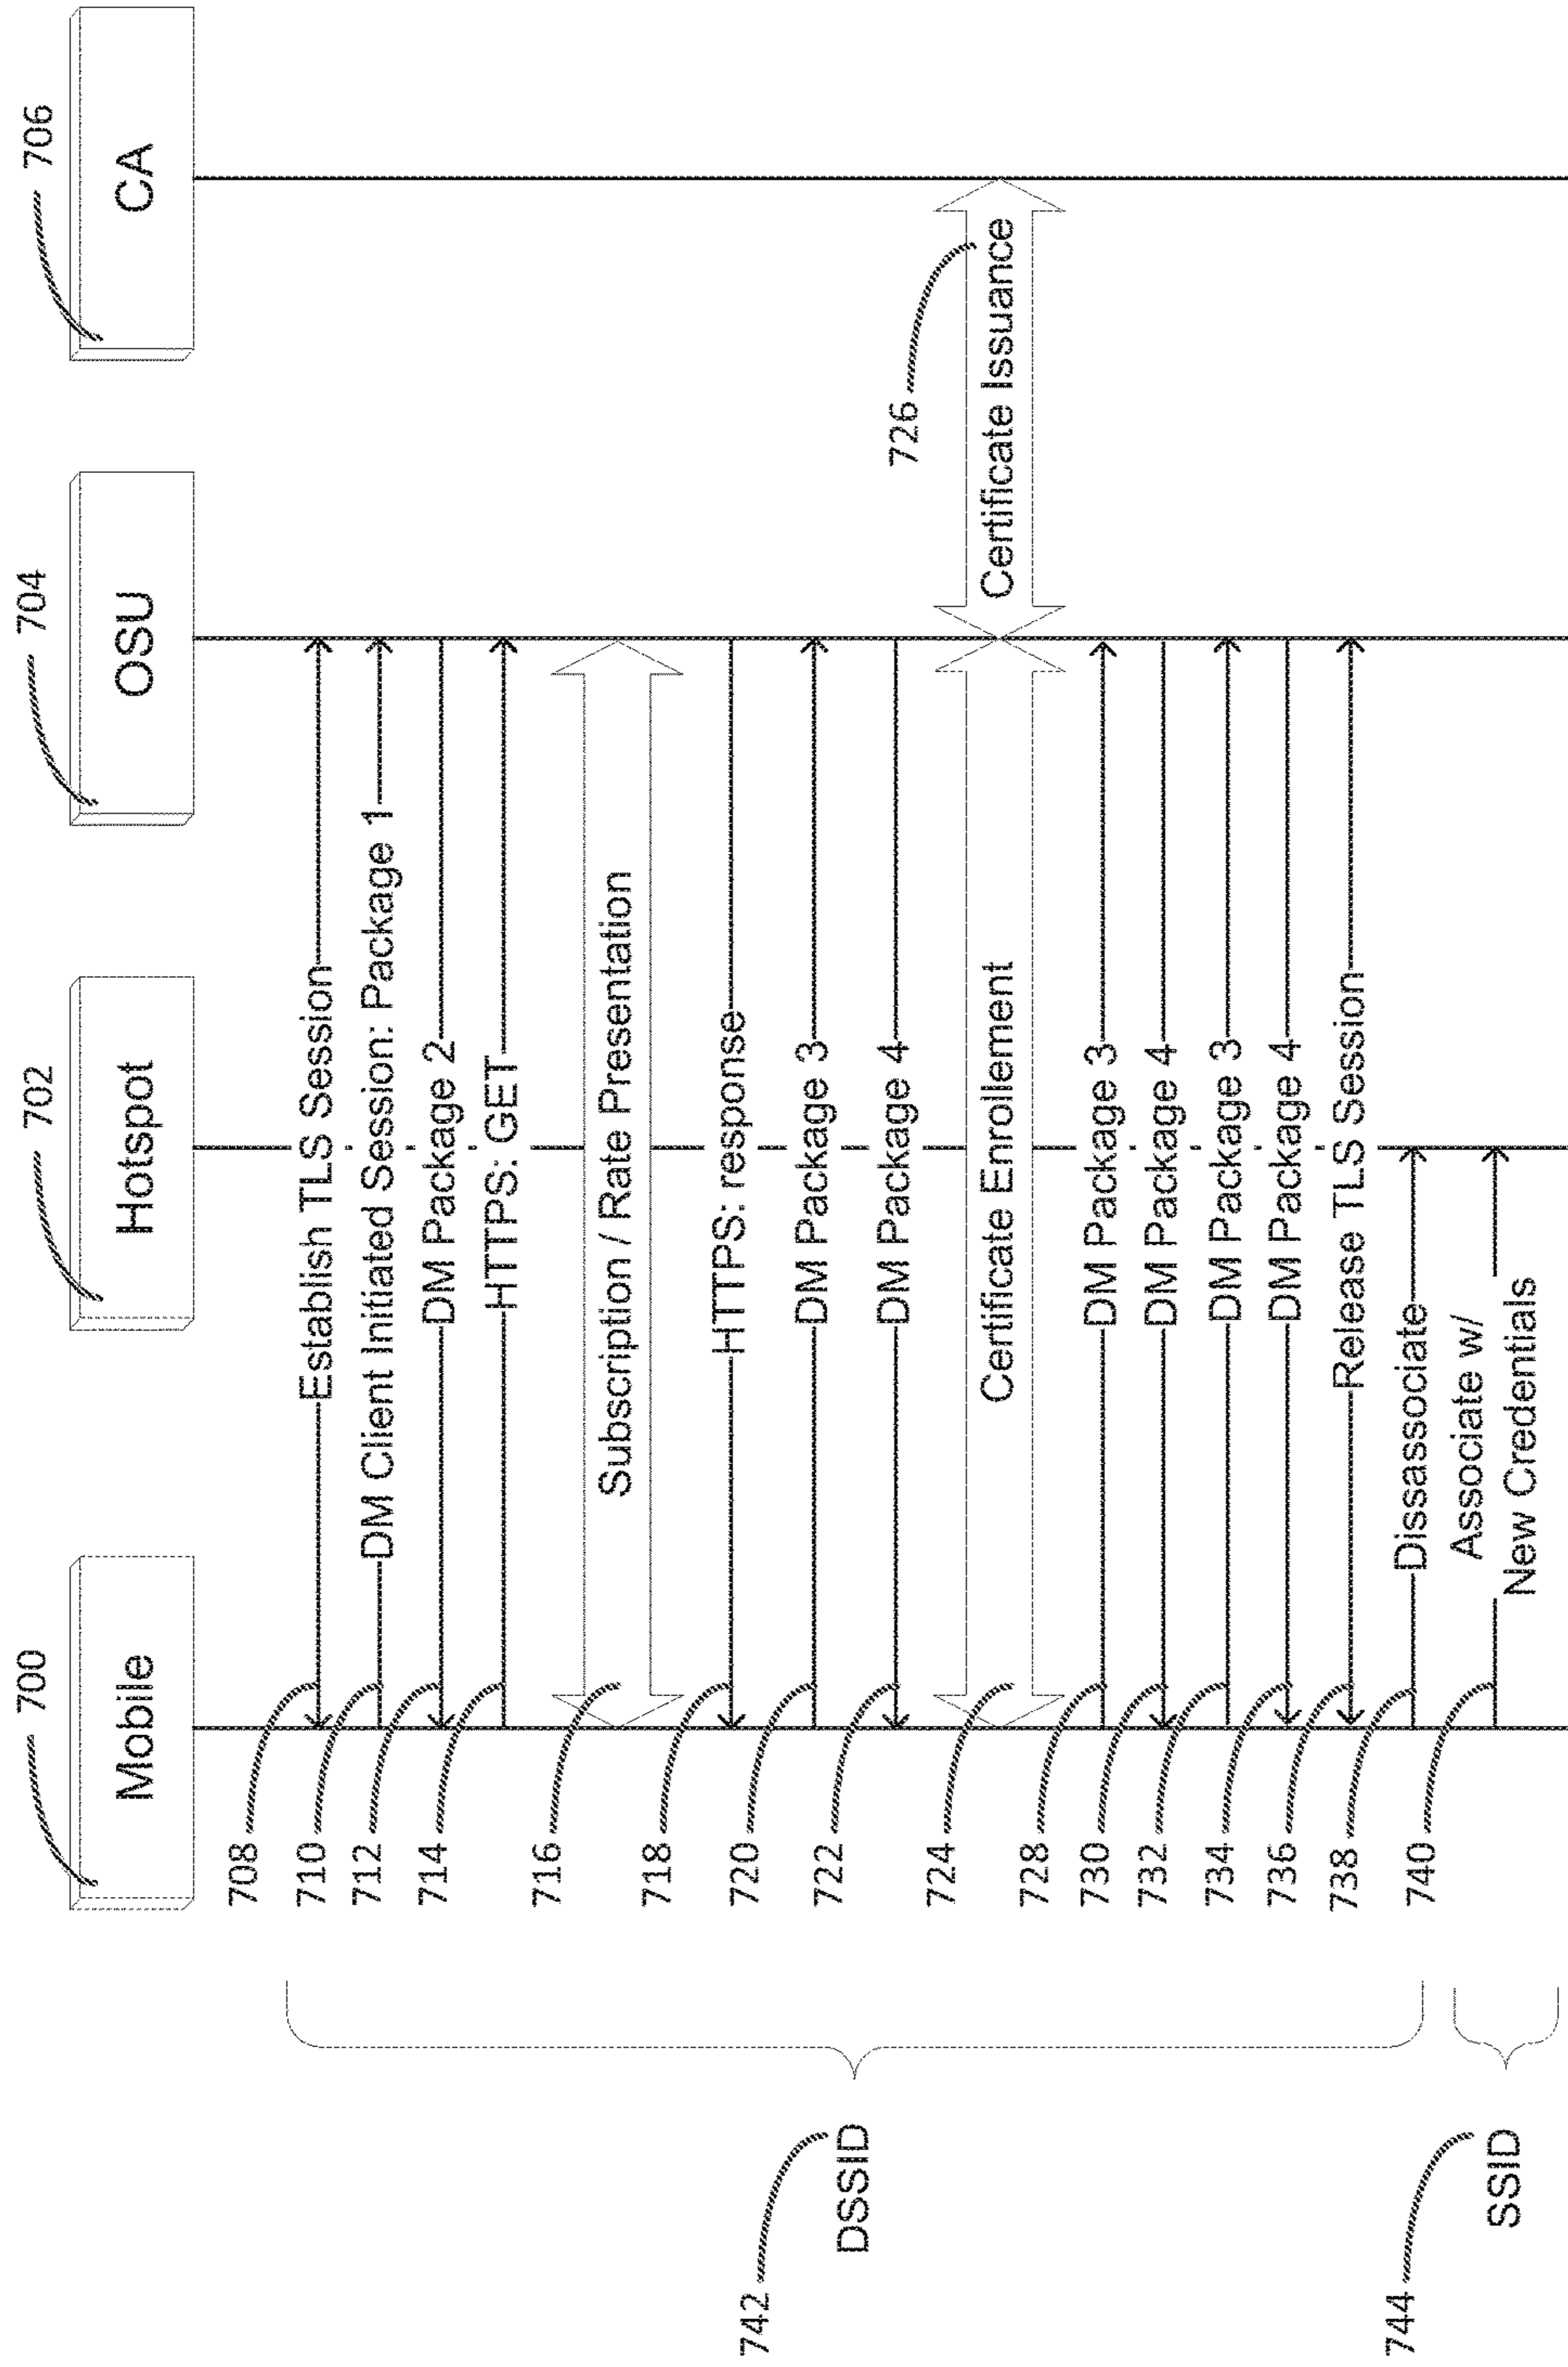 700
702
704
706
Mobile
Hotspot
OSU
CA
708
Establish TLS Session
710
DM Client Initiated Session: Package 1
712
DM Package 2
714
HTTPS: GET
716
Subscription / Rate Presentation
718
HTTPS: response
720
DM Package 3
722
DM Package 4
724
Certificate Enrollement
726
Certificate Issuance
728
DM Package 3
730
DM Package 4
732
DM Package 3
734
DM Package 4
736
Release TLS Session
738
Dissassociate
740
Associate w/
New Credentials
742
DSSID
744
SSID